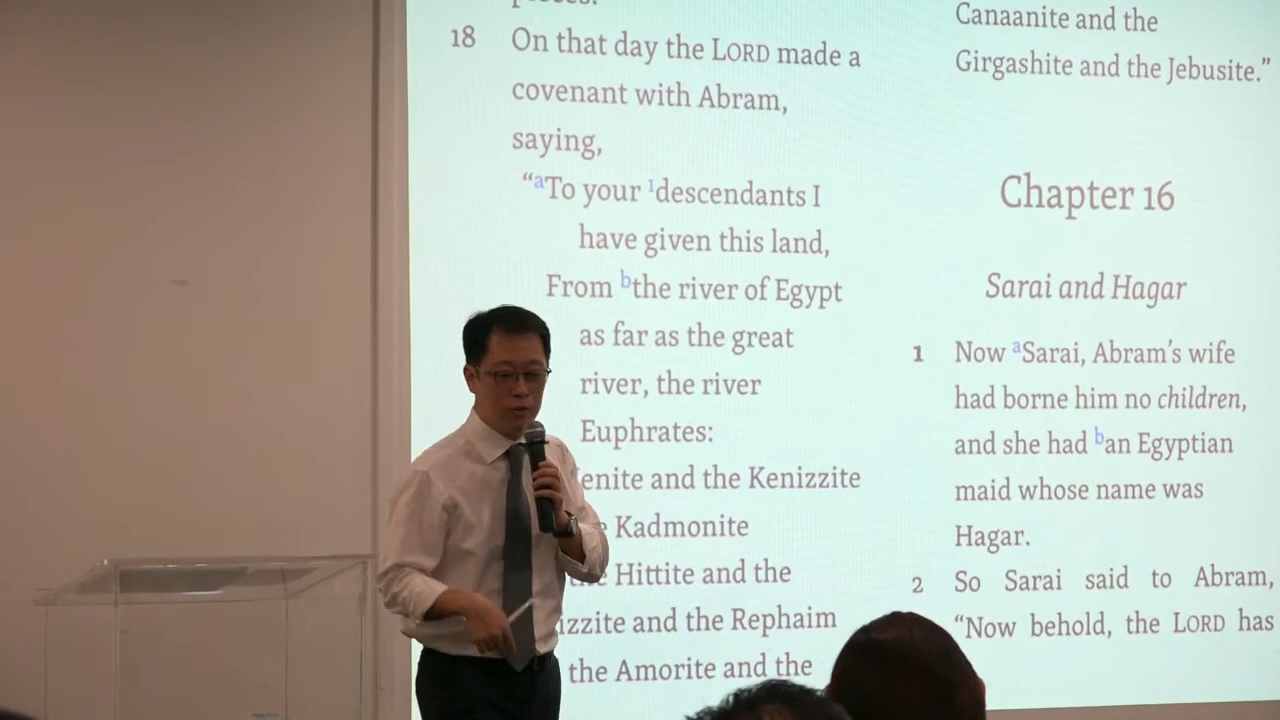 pieces.
18 On that day the LORD made a
covenant with Abram,
saying,
“aTo your 1descendants I
have given this land,
From bthe river of Egypt
as far as the great
river, the river
Euphrates:
enite and the Kenizzite
Kadmonite
Hittite and the
izzite and the Rephaim
the Amorite and the
Canaanite and the
Girgashite and the Jebusite.”
Chapter 16
Sarai and Hagar
1 Now aSarai, Abram’s wife
had borne him no children,
and she had ban Egyptian
maid whose name was
Hagar.
2 So Sarai said to Abram,
“Now behold, the LORD has